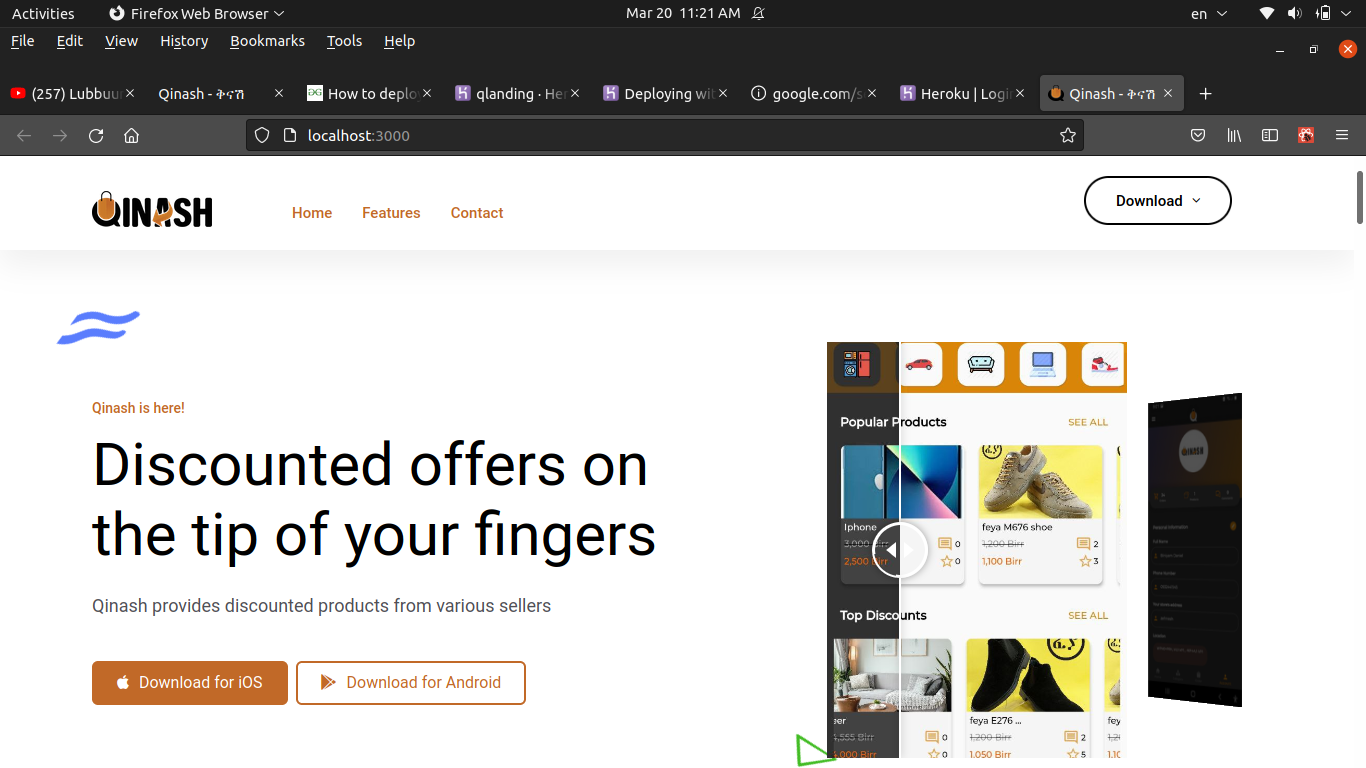 Activities Firefox Web Browser Mar 20 11:21 AM en
File Edit View History Bookmarks Tools Help
(257) Lubbuu Qinash - ቅናሽ How to deplo qlanding · Her Deploying wit google.com/s Heroku | Logi Qinash - ቅናሽ
localhost:3000
QINASH Home Features Contact Download
Qinash is here!
Discounted offers on
the tip of your fingers
Qinash provides discounted products from various sellers
Download for iOS Download for Android
Popular Products SEE ALL
Iphone feya M676 shoe
3,000 Birr 0 1,200 Birr 2
2,500 Birr 0 1,100 Birr 3
Top Discounts SEE ALL
eer feya E276 ... fey
4,555 Birr 0 1,200 Birr 2 1,2
4,000 Birr 0 1,050 Birr 5 1,10